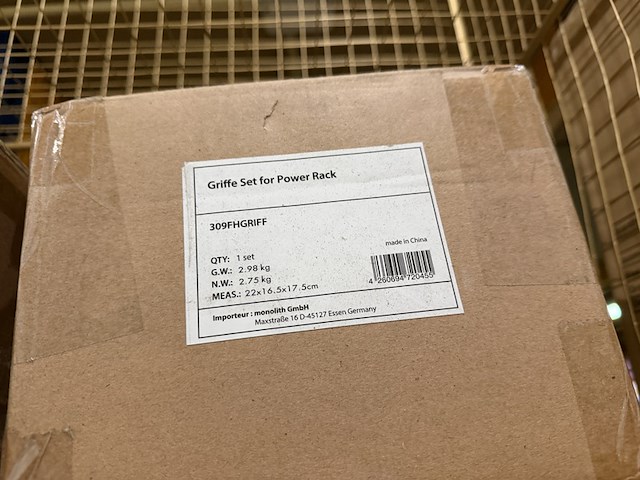 Griffe Set for Power Rack
309FHGRIFF
QTY: 1 set
G.W.: 2.98 kg
N.W.: 2.75 kg
MEAS.: 22x16.5x17.5cm
made in China
4 260694 720455
Importeur : monolith GmbH
Maxstraße 16 D-45127 Essen Germany